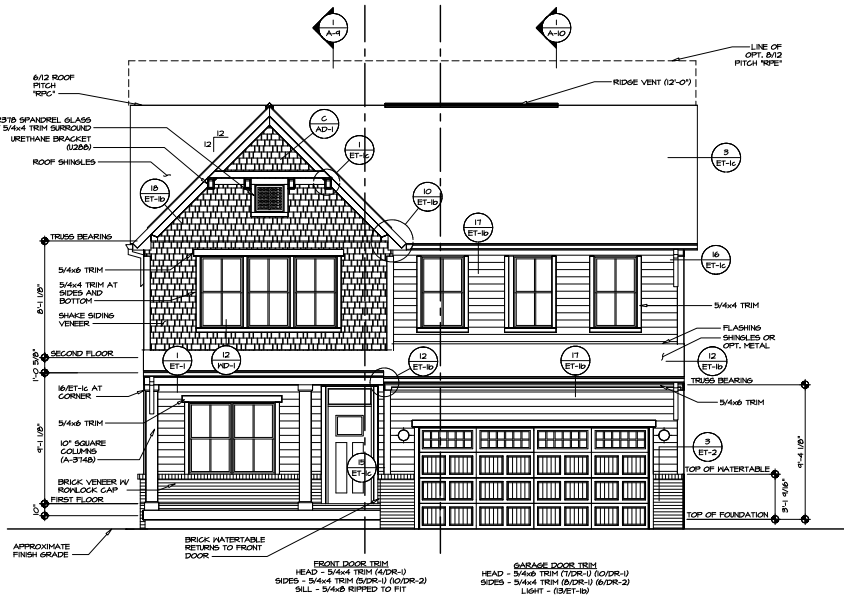 1
A-9
1
A-10
LINE OF
OPT. 8/12
PITCH "RPE"
6/12 ROOF
PITCH
"RPC"
RIDGE VENT (12'-0")
SPANDREL GLASS
5/4x4 TRIM SURROUND
URETHANE BRACKET
(U288)
ROOF SHINGLES
12
12
C
AD-1
1
ET-1c
3
ET-1c
18
ET-1b
10
ET-1b
17
ET-1b
16
ET-1c
TRUSS BEARING
5/4x6 TRIM
5/4x4 TRIM AT
SIDES AND
BOTTOM
SHAKE SIDING
VENEER
8'-1 1/8"
5/4x4 TRIM
FLASHING
SHINGLES OR
OPT. METAL
SECOND FLOOR
1'-0 5/8"
1
ET-1
12
WD-1
12
ET-1b
17
ET-1b
12
ET-1b
TRUSS BEARING
5/4x6 TRIM
16/ET-1c AT
CORNER
5/4x6 TRIM
10" SQUARE
COLUMNS
(A-3748)
9'-1 1/8"
BRICK VENEER W/
ROWLOCK CAP
FIRST FLOOR
10"
15
ET-1c
3
ET-2
9'-4 1/8"
TOP OF WATERTABLE
3'-1 9/16"
TOP OF FOUNDATION
APPROXIMATE
FINISH GRADE
BRICK WATERTABLE
RETURNS TO FRONT
DOOR
FRONT DOOR TRIM
HEAD - 5/4x4 TRIM (4/DR-1)
SIDES - 5/4x4 TRIM (5/DR-1) (10/DR-2)
SILL - 5/4x8 RIPPED TO FIT
GARAGE DOOR TRIM
HEAD - 5/4x6 TRIM (7/DR-1) (10/DR-1)
SIDES - 5/4x4 TRIM (8/DR-1) (6/DR-2)
LIGHT - (13/ET-1b)